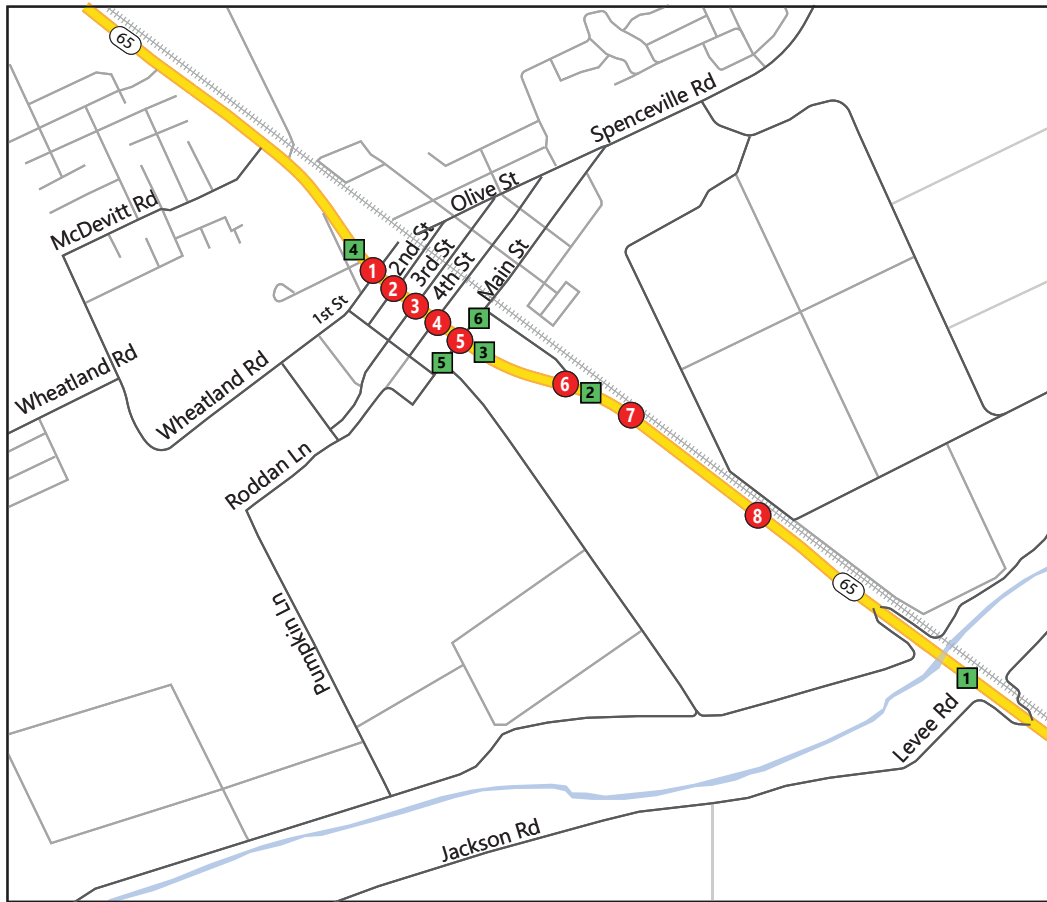 65
Spenceville Rd
Olive St
McDevitt Rd
4
2nd St
1
3rd St
2
4th St
Main St
1st St
3
4
6
5
3
5
Wheatland Rd
Wheatland Rd
6
2
7
Roddan Ln
8
65
Pumpkin Ln
1
Levee Rd
Jackson Rd